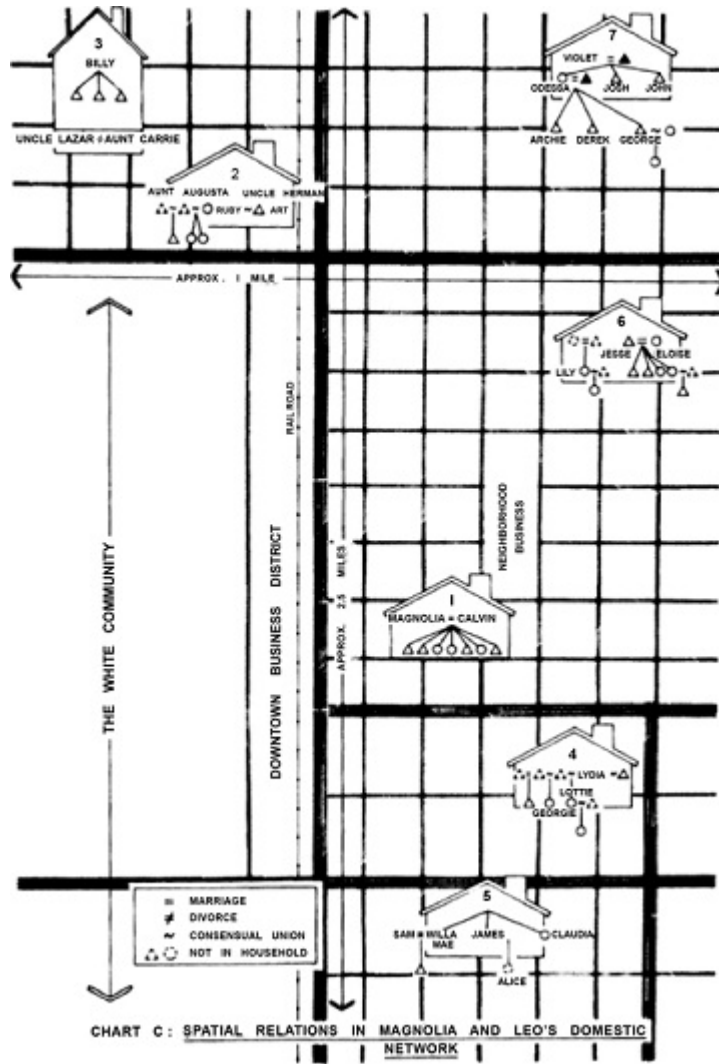 3
BILLY
UNCLE LAZAR ≠ AUNT CARRIE
7
VIOLET =
ODESSA =
JOSH
JOHN
ARCHIE
DEREK
GEORGE ~
2
AUNT AUGUSTA UNCLE HERMAN
~ = RUBY ~ ART
APPROX. 1 MILE
6
=
=
JESSE
ELOISE
LILY
RAILROAD
NEIGHBORHOOD
BUSINESS
THE WHITE COMMUNITY
DOWNTOWN BUSINESS DISTRICT
APPROX. 2.5 MILES
1
MAGNOLIA = CALVIN
4
LYDIA =
LOTTIE
GEORGIE
5
SAM = WILLA
MAE
JAMES
CLAUDIA
ALICE
= MARRIAGE
≠ DIVORCE
~ CONSENSUAL UNION
NOT IN HOUSEHOLD
CHART C: SPATIAL RELATIONS IN MAGNOLIA AND LEO'S DOMESTIC
NETWORK